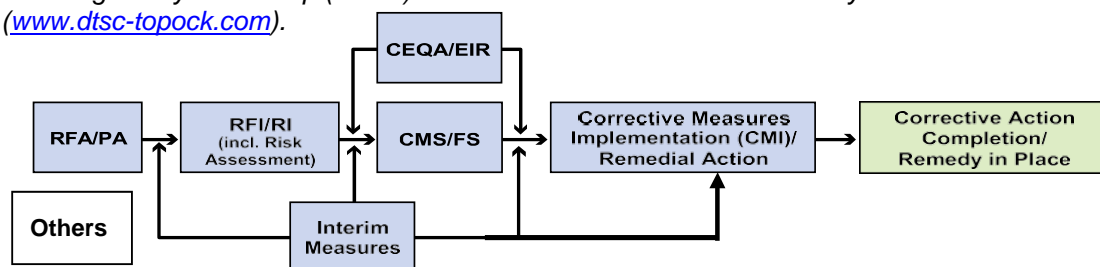 (www.dtsc-topock.com).
CEQA/EIR
RFA/PA
RFI/RI
(incl. Risk
Assessment)
CMS/FS
Corrective Measures
Implementation (CMI)/
Remedial Action
Corrective Action
Completion/
Remedy in Place
Others
Interim
Measures